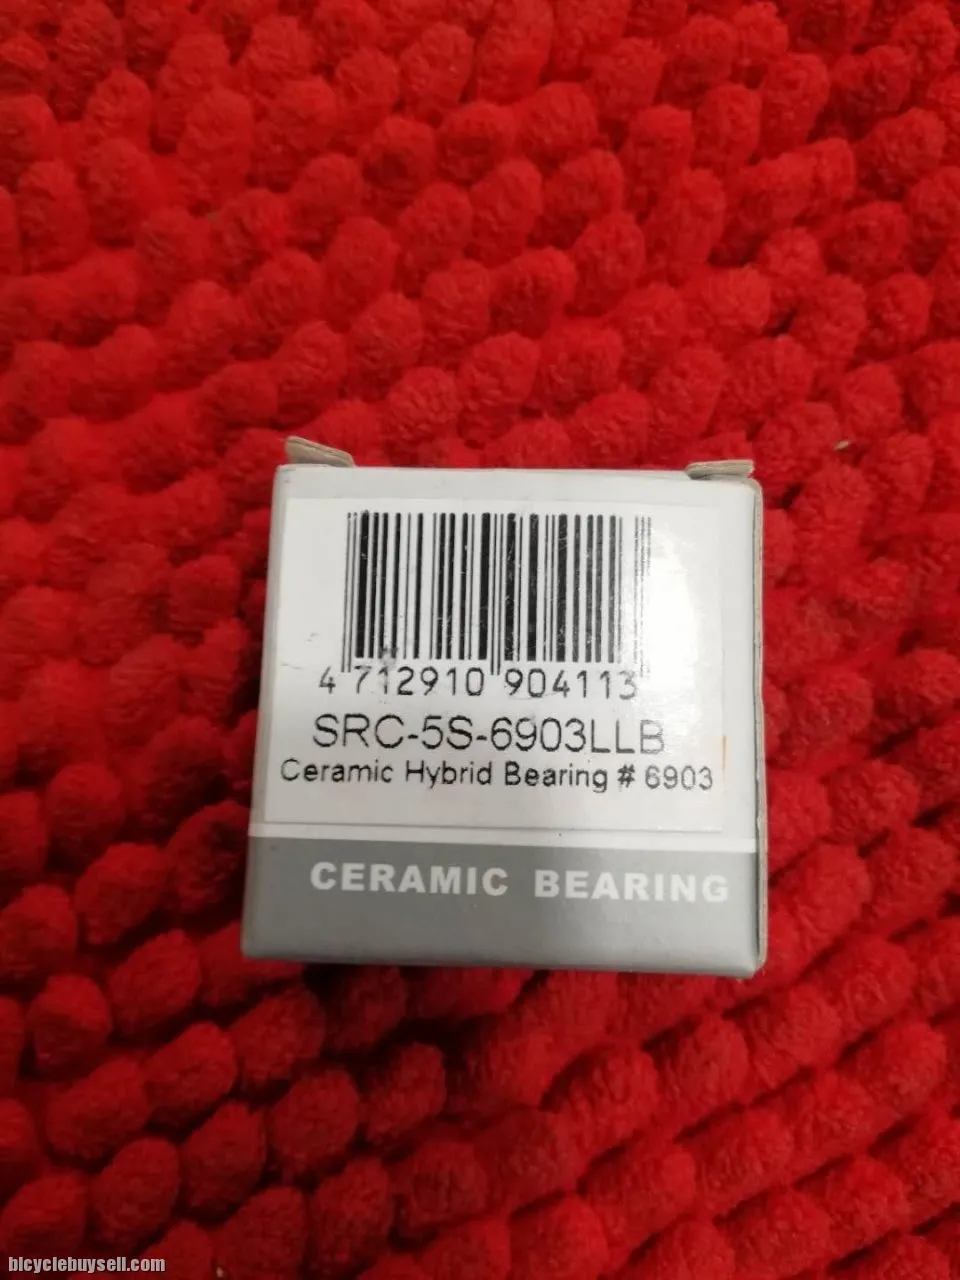 4 712910 904113
SRC-5S-6903LLB
Ceramic Hybrid Bearing # 6903
CERAMIC BEARING
bicyclebuysell.com